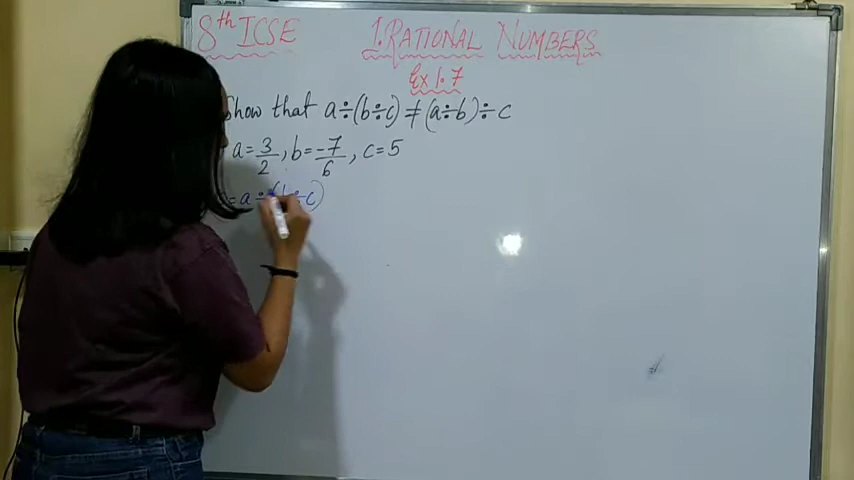 8th ICSE
1. RATIONAL NUMBERS
Ex 1.7
Show that a÷(b÷c)≠(a÷b)÷c
a=3/2, b=-7/6, c=5
=a÷(b÷c)